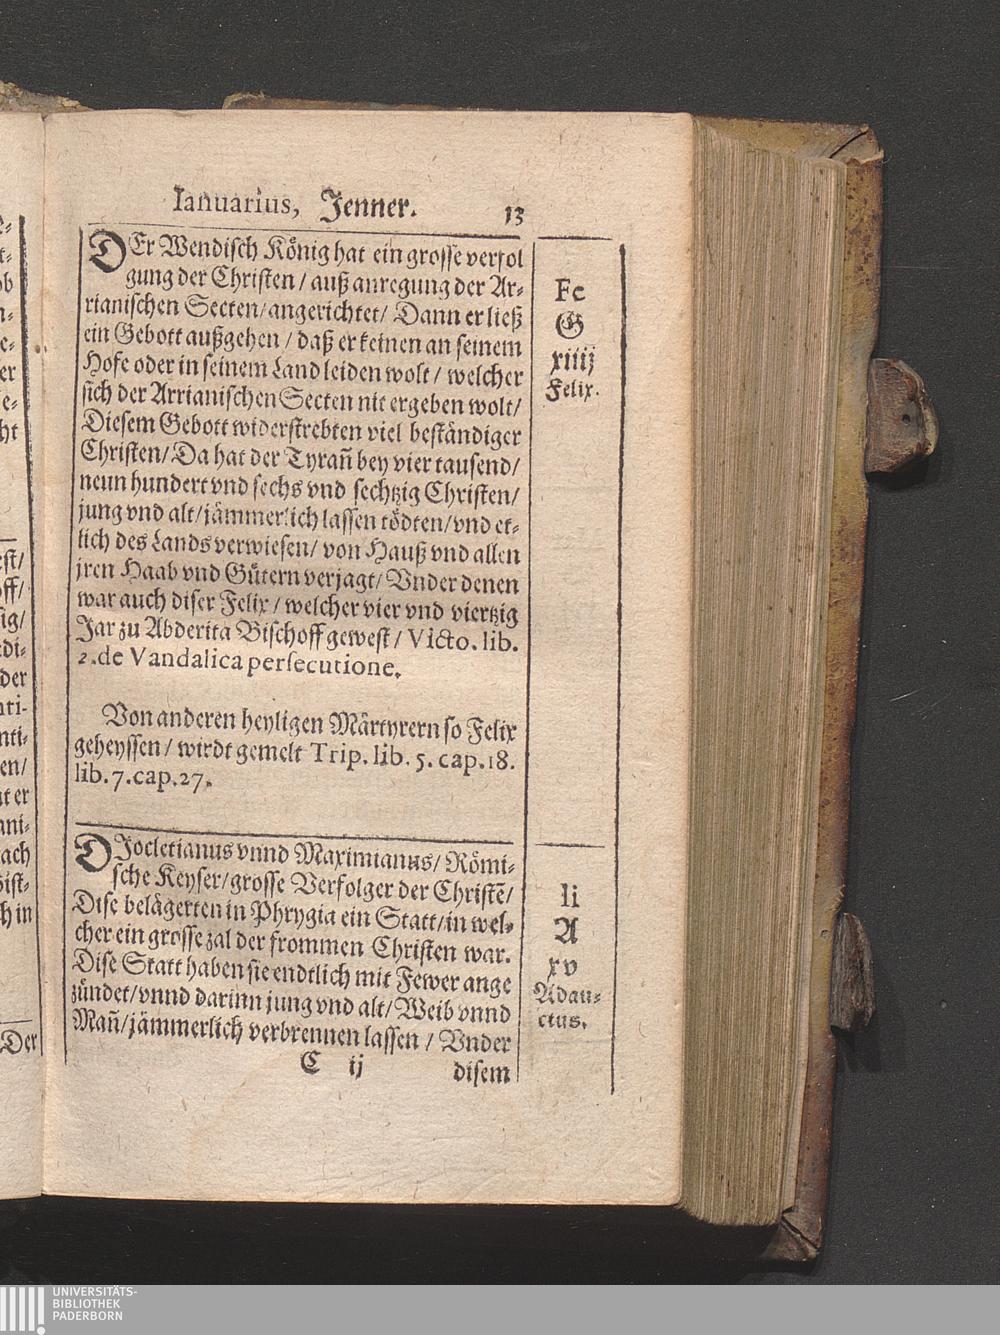 Ianuarius, Jenner. 13
DEr Wendisch König hat ein grosse verfol
gung der Christen / auß anregung der Ar⸗
rianischen Secten / angerichtet / Dann er ließ
ein Gebott außgehen / daß er keinen an seinem
Hofe oder in seinem Land leiden wolt / welcher
sich der Arrianischen Secten nit ergeben wolt /
Diesem Gebott widerstrebten viel beständiger
Christen / Da hat der Tyrañ bey vier tausend /
neun hundert vnd sechs vnd sechtzig Christen /
jung vnd alt / jämmerlich lassen tödten / vnd et⸗
lich des Lands verwiesen / von Hauß vnd allen
jren Haab vnd Gütern verjagt / Vnder denen
war auch diser Felix / welcher vier vnd viertzig
Jar zu Abderita Bischoff gewest / Victo. lib.
2. de Vandalica persecutione.
Von anderen heyligen Märtyrern so Felix
geheyssen / wirdt gemelt Trip. lib. 5. cap. 18.
lib. 7. cap. 27.
Fe
G
xiiij
Felix.
DJocletianus vnnd Maximianus / Römi⸗
sche Keyser / grosse Verfolger der Christẽ /
Dise belägerten in Phrygia ein Statt / in wel⸗
cher ein grosse zal der frommen Christen war.
Dise Statt haben sie endtlich mit Fewer ange
zündet / vnnd darinn jung vnd alt / Weib vnnd
Mañ / jämmerlich verbrennen lassen / Vnder
C ij disem
li
A
xv
Adau⸗
ctus.
Der
UNIVERSITÄTS-
BIBLIOTHEK
PADERBORN